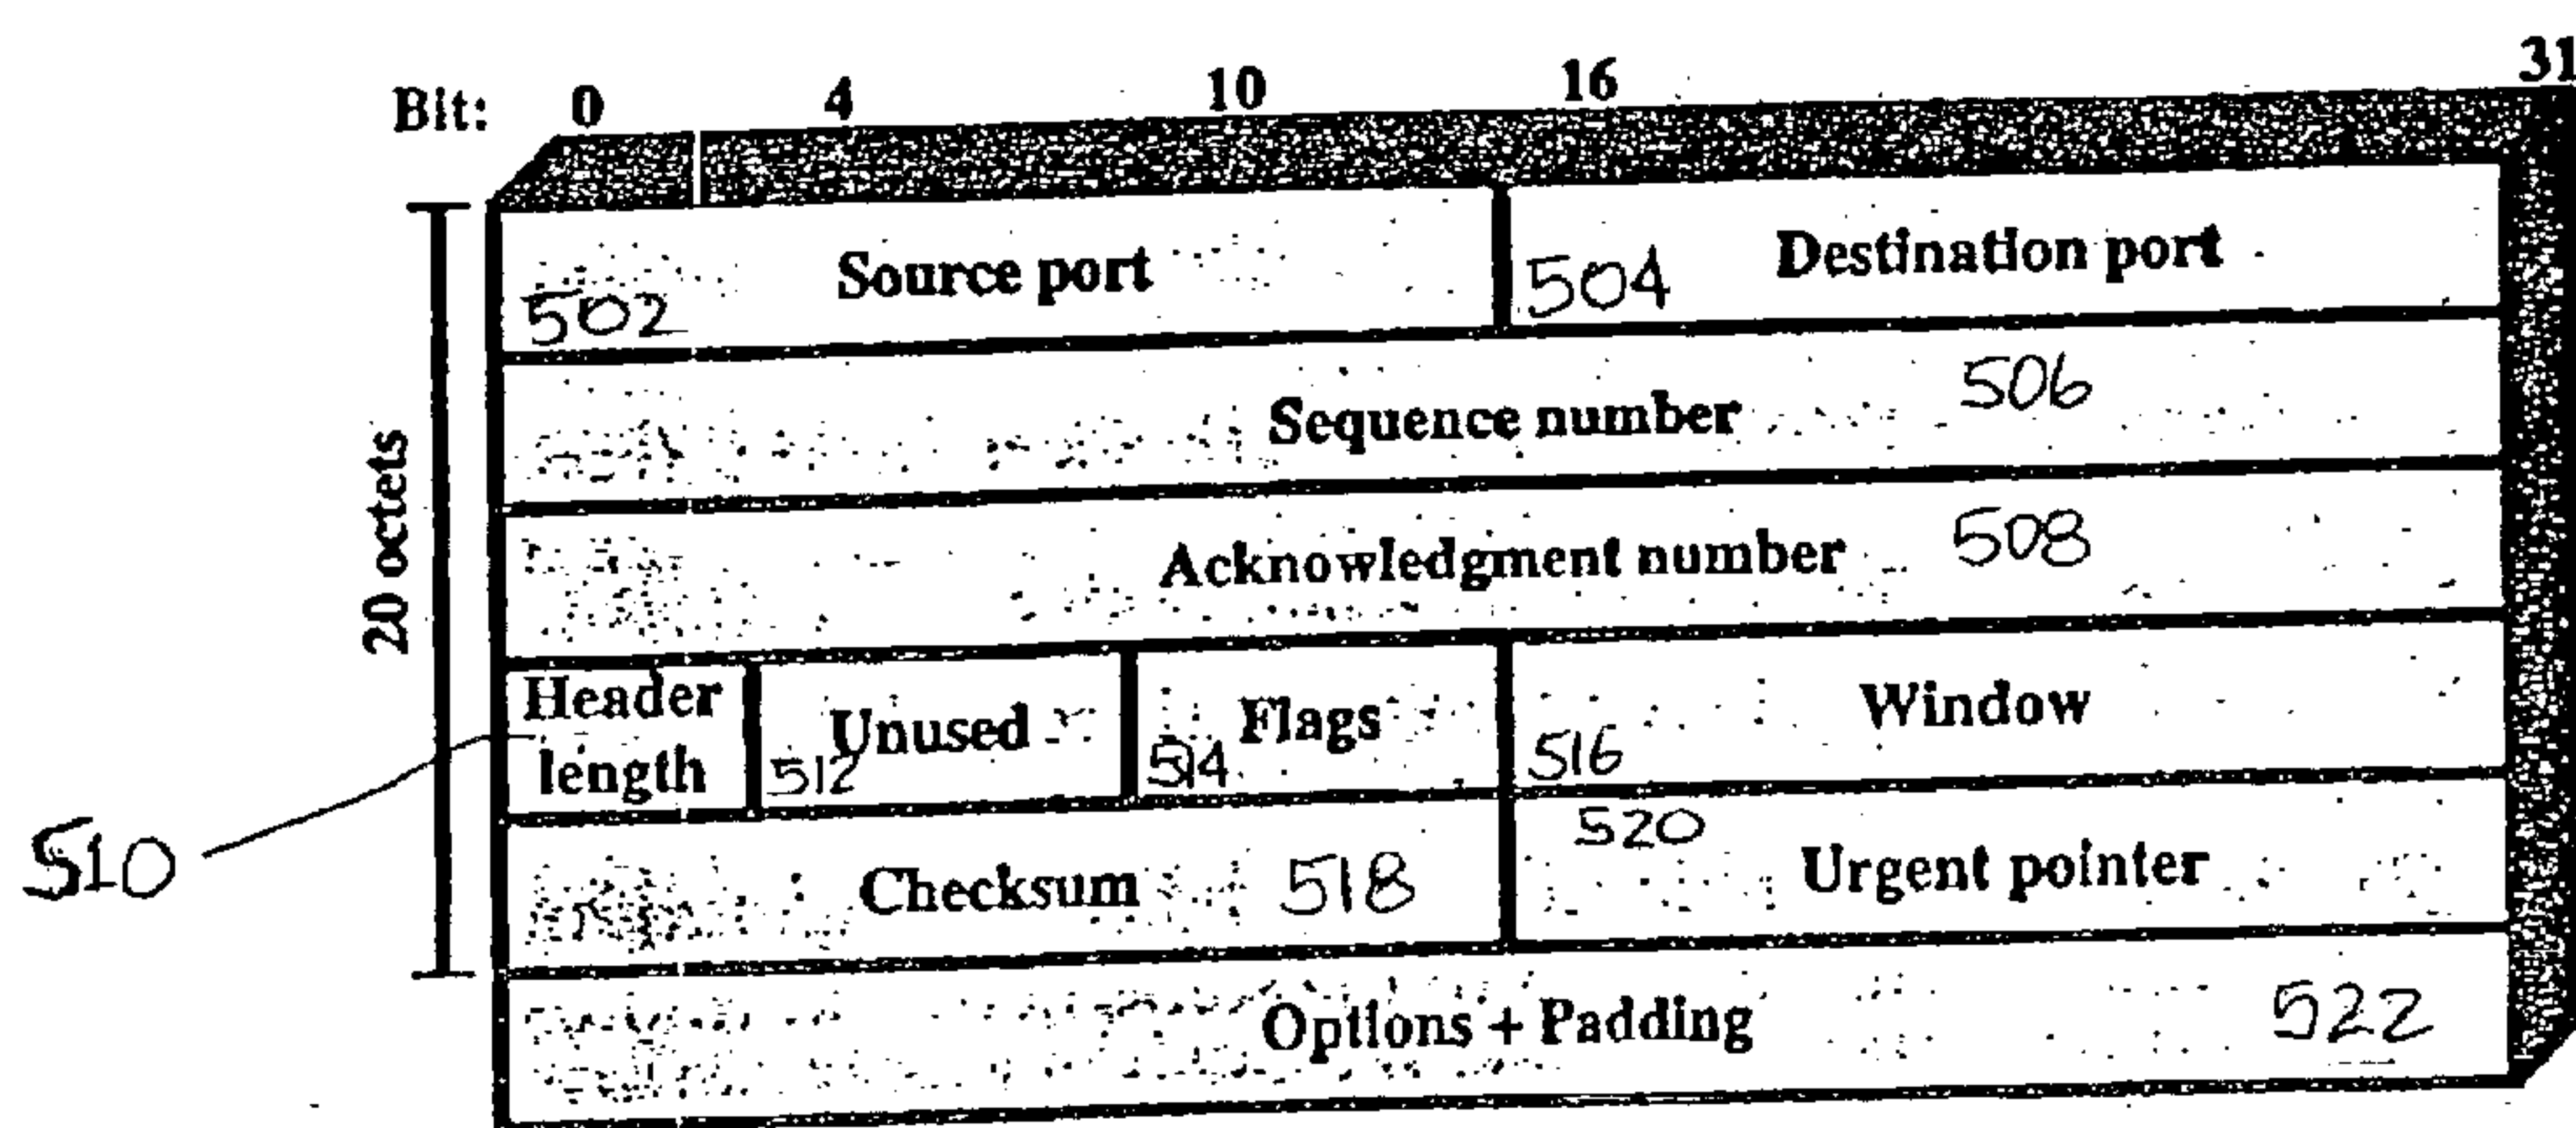 Bit: 0 4 10 16 31
Source port 502 504 Destination port
Sequence number 506
Acknowledgment number 508
20 octets
Header length Unused 512 Flags 514 516 Window
510
Checksum 518 520 Urgent pointer
Options + Padding 522